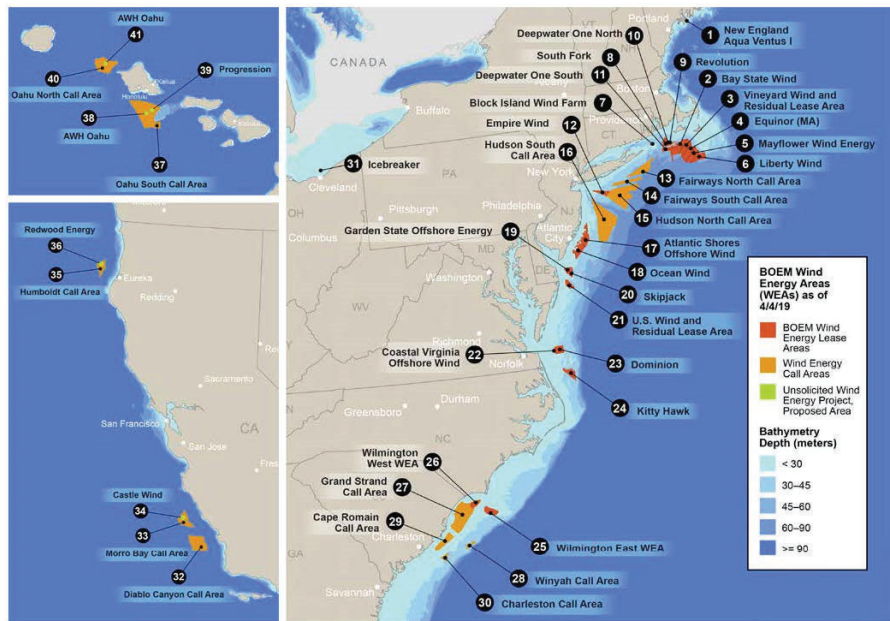 AWH Oahu
41
39
Progression
40
Oahu North Call Area
Kailua
Honolulu
38
AWH Oahu
37
Oahu South Call Area
Redwood Energy
36
35
Humboldt Call Area
Eureka
Redding
Sacramento
San Francisco
San Jose
CA
Castle Wind
34
33
Morro Bay Call Area
32
Diablo Canyon Call Area
CANADA
VT
NH
Portland
Deepwater One North
10
1
New England
Aqua Ventus I
South Fork
8
9
Revolution
Deepwater One South
11
2
Bay State Wind
Boston
Block Island Wind Farm
7
3
Vineyard Wind and
Residual Lease Area
Buffalo
Providence
CT
4
Equinor (MA)
Empire Wind
12
5
Mayflower Wind Energy
Hudson South
Call Area
16
6
Liberty Wind
31
Icebreaker
Cleveland
PA
New York
13
Fairways North Call Area
14
Fairways South Call Area
OH
Pittsburgh
Philadelphia
NJ
15
Hudson North Call Area
Columbus
Garden State Offshore Energy
19
Atlantic
City
17
Atlantic Shores
Offshore Wind
MD
DE
Washington
18
Ocean Wind
20
Skipjack
WV
21
U.S. Wind and
Residual Lease Area
Richmond
Coastal Virginia
Offshore Wind
22
Norfolk
23
Dominion
24
Kitty Hawk
Greensboro
Durham
NC
Wilmington
West WEA
26
Grand Strand
Call Area
27
Cape Romain
Call Area
29
Charleston
25
Wilmington East WEA
GA
28
Winyah Call Area
Savannah
30
Charleston Call Area
BOEM Wind
Energy Areas
(WEAs) as of
4/4/19
BOEM Wind
Energy Lease
Areas
Wind Energy
Call Areas
Unsolicited Wind
Energy Project,
Proposed Area
Bathymetry
Depth (meters)
< 30
30–45
45–60
60–90
>= 90